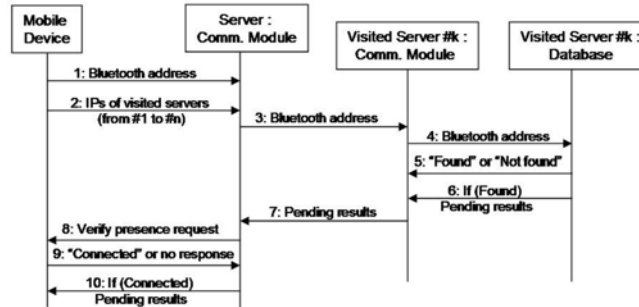 Mobile
Device
Server :
Comm. Module
Visited Server #k :
Comm. Module
Visited Server #k :
Database
1: Bluetooth address
2: IPs of visited servers
(from #1 to #n)
3: Bluetooth address
4: Bluetooth address
5: “Found” or “Not found”
6: If (Found)
Pending results
7: Pending results
8: Verify presence request
9: “Connected” or no response
10: If (Connected)
Pending results